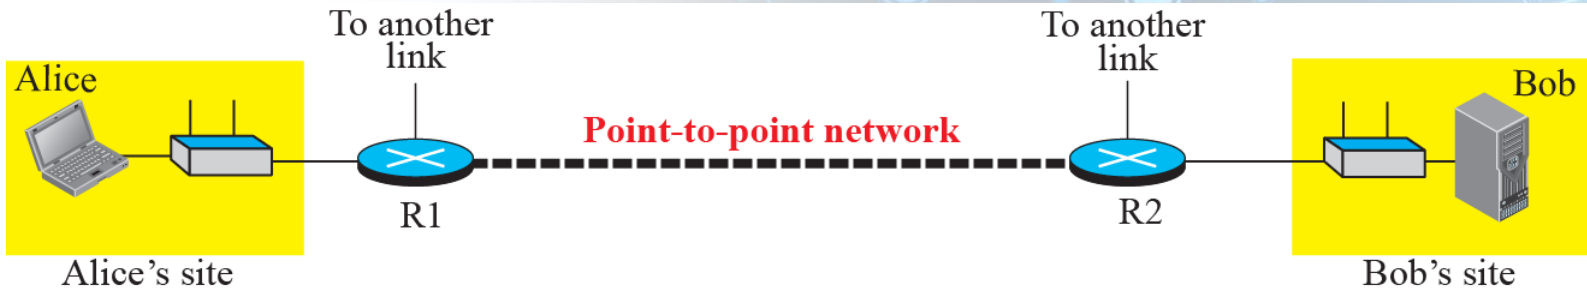 To another
link
To another
link
Alice
Bob
Point-to-point network
R1
R2
Alice’s site
Bob’s site